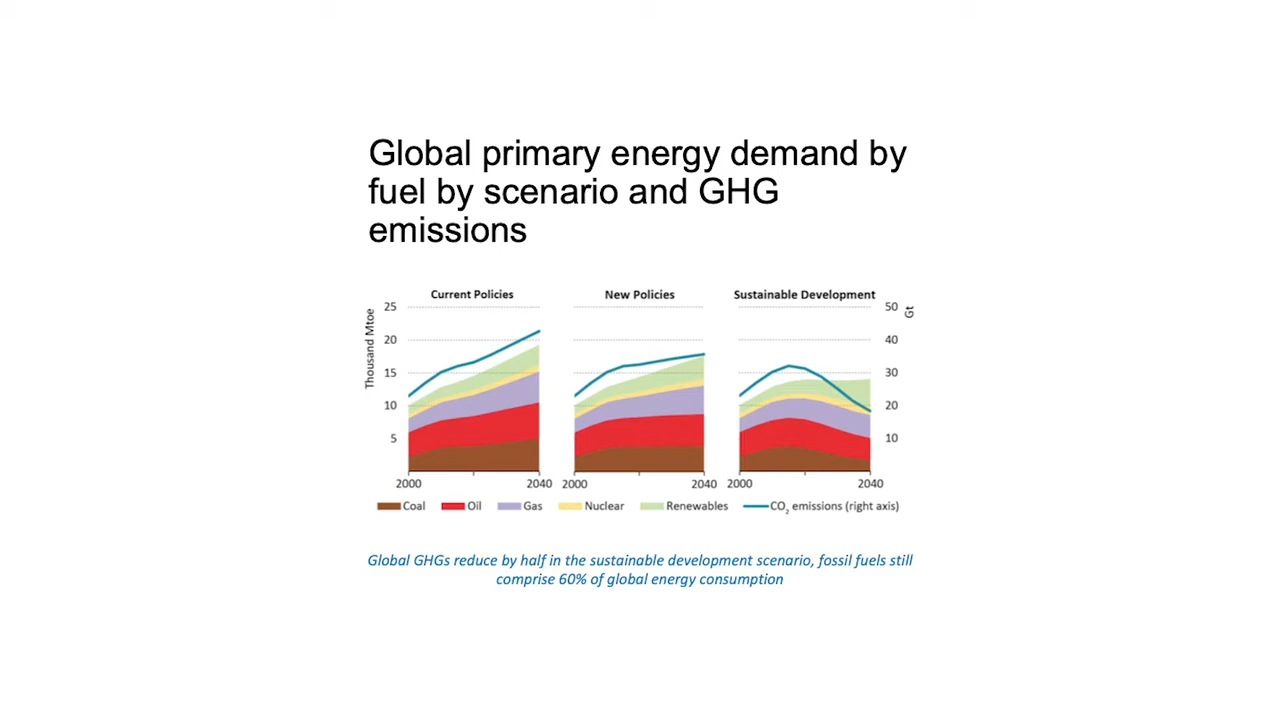 Global primary energy demand by
fuel by scenario and GHG
emissions
Current Policies
New Policies
Sustainable Development
Thousand Mtoe
25
20
15
10
5
50
40
30
20
10
Gt
2000
2040
2000
2040
2000
2040
Coal
Oil
Gas
Nuclear
Renewables
CO₂ emissions (right axis)
Global GHGs reduce by half in the sustainable development scenario, fossil fuels still
comprise 60% of global energy consumption